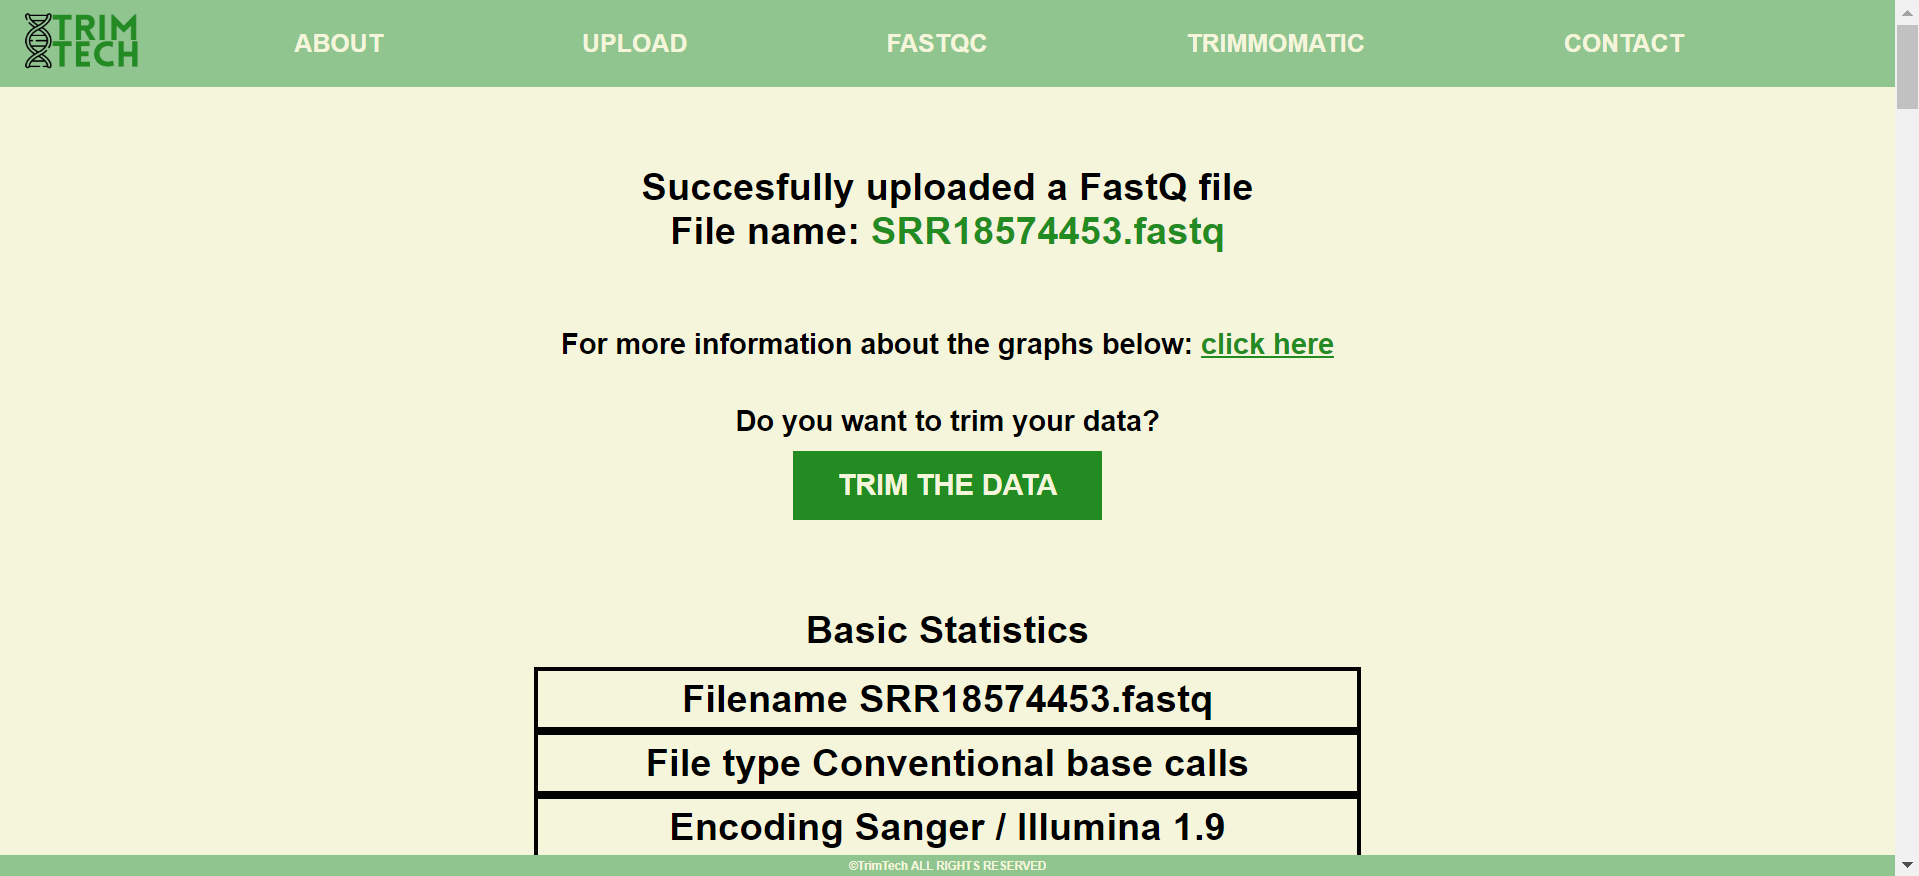 TRIM
TECH
ABOUT
UPLOAD
FASTQC
TRIMMOMATIC
CONTACT
Succesfully uploaded a FastQ file
File name: SRR18574453.fastq
For more information about the graphs below: click here
Do you want to trim your data?
TRIM THE DATA
Basic Statistics
Filename SRR18574453.fastq
File type Conventional base calls
Encoding Sanger / Illumina 1.9
©TrimTech ALL RIGHTS RESERVED